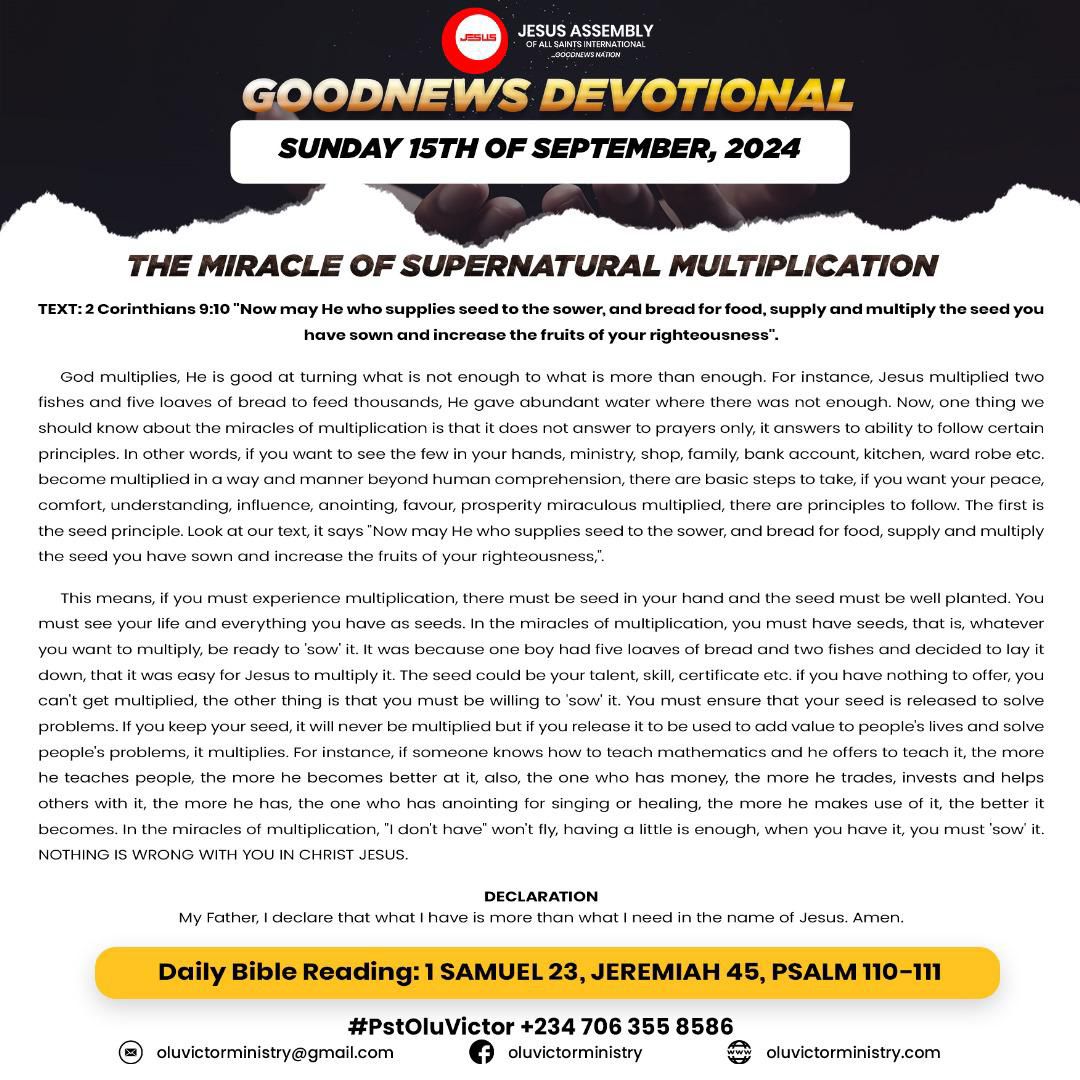 JESUS
JESUS ASSEMBLY
OF ALL SAINTS INTERNATIONAL
...GOODNEWS NATION
GOODNEWS DEVOTIONAL
SUNDAY 15TH OF SEPTEMBER, 2024
THE MIRACLE OF SUPERNATURAL MULTIPLICATION
TEXT: 2 Corinthians 9:10 "Now may He who supplies seed to the sower, and bread for food, supply and multiply the seed you
have sown and increase the fruits of your righteousness".
God multiplies, He is good at turning what is not enough to what is more than enough. For instance, Jesus multiplied two
fishes and five loaves of bread to feed thousands, He gave abundant water where there was not enough. Now, one thing we
should know about the miracles of multiplication is that it does not answer to prayers only, it answers to ability to follow certain
principles. In other words, if you want to see the few in your hands, ministry, shop, family, bank account, kitchen, ward robe etc.
become multiplied in a way and manner beyond human comprehension, there are basic steps to take, if you want your peace,
comfort, understanding, influence, anointing, favour, prosperity miraculous multiplied, there are principles to follow. The first is
the seed principle. Look at our text, it says "Now may He who supplies seed to the sower, and bread for food, supply and multiply
the seed you have sown and increase the fruits of your righteousness,".
This means, if you must experience multiplication, there must be seed in your hand and the seed must be well planted. You
must see your life and everything you have as seeds. In the miracles of multiplication, you must have seeds, that is, whatever
you want to multiply, be ready to 'sow' it. It was because one boy had five loaves of bread and two fishes and decided to lay it
down, that it was easy for Jesus to multiply it. The seed could be your talent, skill, certificate etc. if you have nothing to offer, you
can't get multiplied, the other thing is that you must be willing to 'sow' it. You must ensure that your seed is released to solve
problems. If you keep your seed, it will never be multiplied but if you release it to be used to add value to people's lives and solve
people's problems, it multiplies. For instance, if someone knows how to teach mathematics and he offers to teach it, the more
he teaches people, the more he becomes better at it, also, the one who has money, the more he trades, invests and helps
others with it, the more he has, the one who has anointing for singing or healing, the more he makes use of it, the better it
becomes. In the miracles of multiplication, "I don't have" won't fly, having a little is enough, when you have it, you must 'sow' it.
NOTHING IS WRONG WITH YOU IN CHRIST JESUS.
DECLARATION
My Father, I declare that what I have is more than what I need in the name of Jesus. Amen.
Daily Bible Reading: 1 SAMUEL 23, JEREMIAH 45, PSALM 110-111
#PstOluVictor +234 706 355 8586
oluvictorministry@gmail.com
oluvictorministry
www
oluvictorministry.com